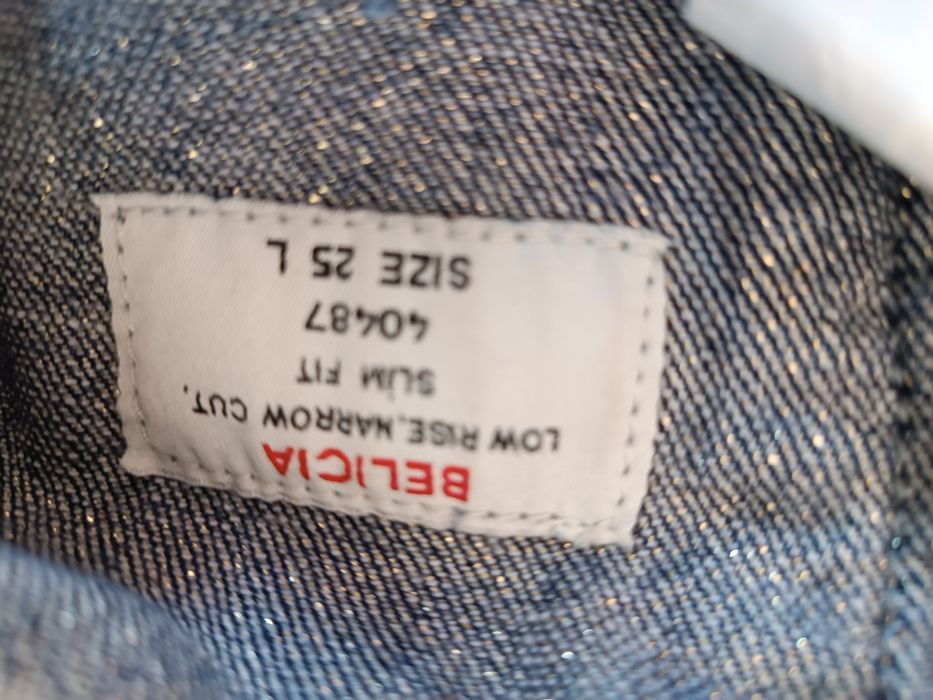 BELICIA
LOW RISE.NARROW CUT.
SLIM FIT
40487
SIZE 25 L